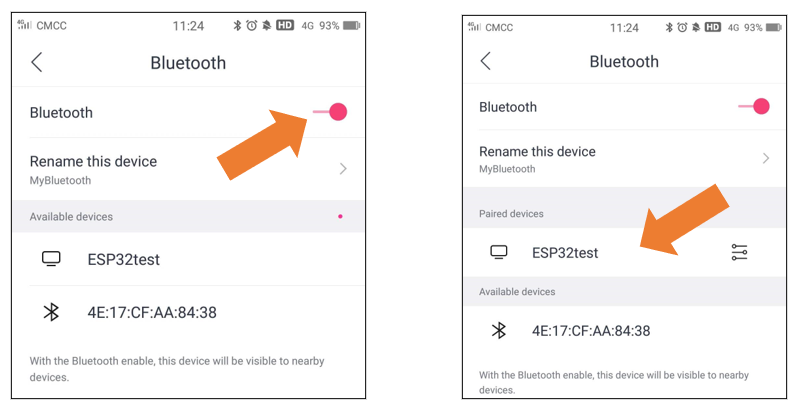 4G CMCC 11:24 HD 4G 93%
Bluetooth
Bluetooth
Rename this device
MyBluetooth
Available devices
ESP32test
4E:17:CF:AA:84:38
With the Bluetooth enable, this device will be visible to nearby
devices.
4G CMCC 11:24 HD 4G 93%
Bluetooth
Bluetooth
Rename this device
MyBluetooth
Paired devices
ESP32test
Available devices
4E:17:CF:AA:84:38
With the Bluetooth enable, this device will be visible to nearby
devices.